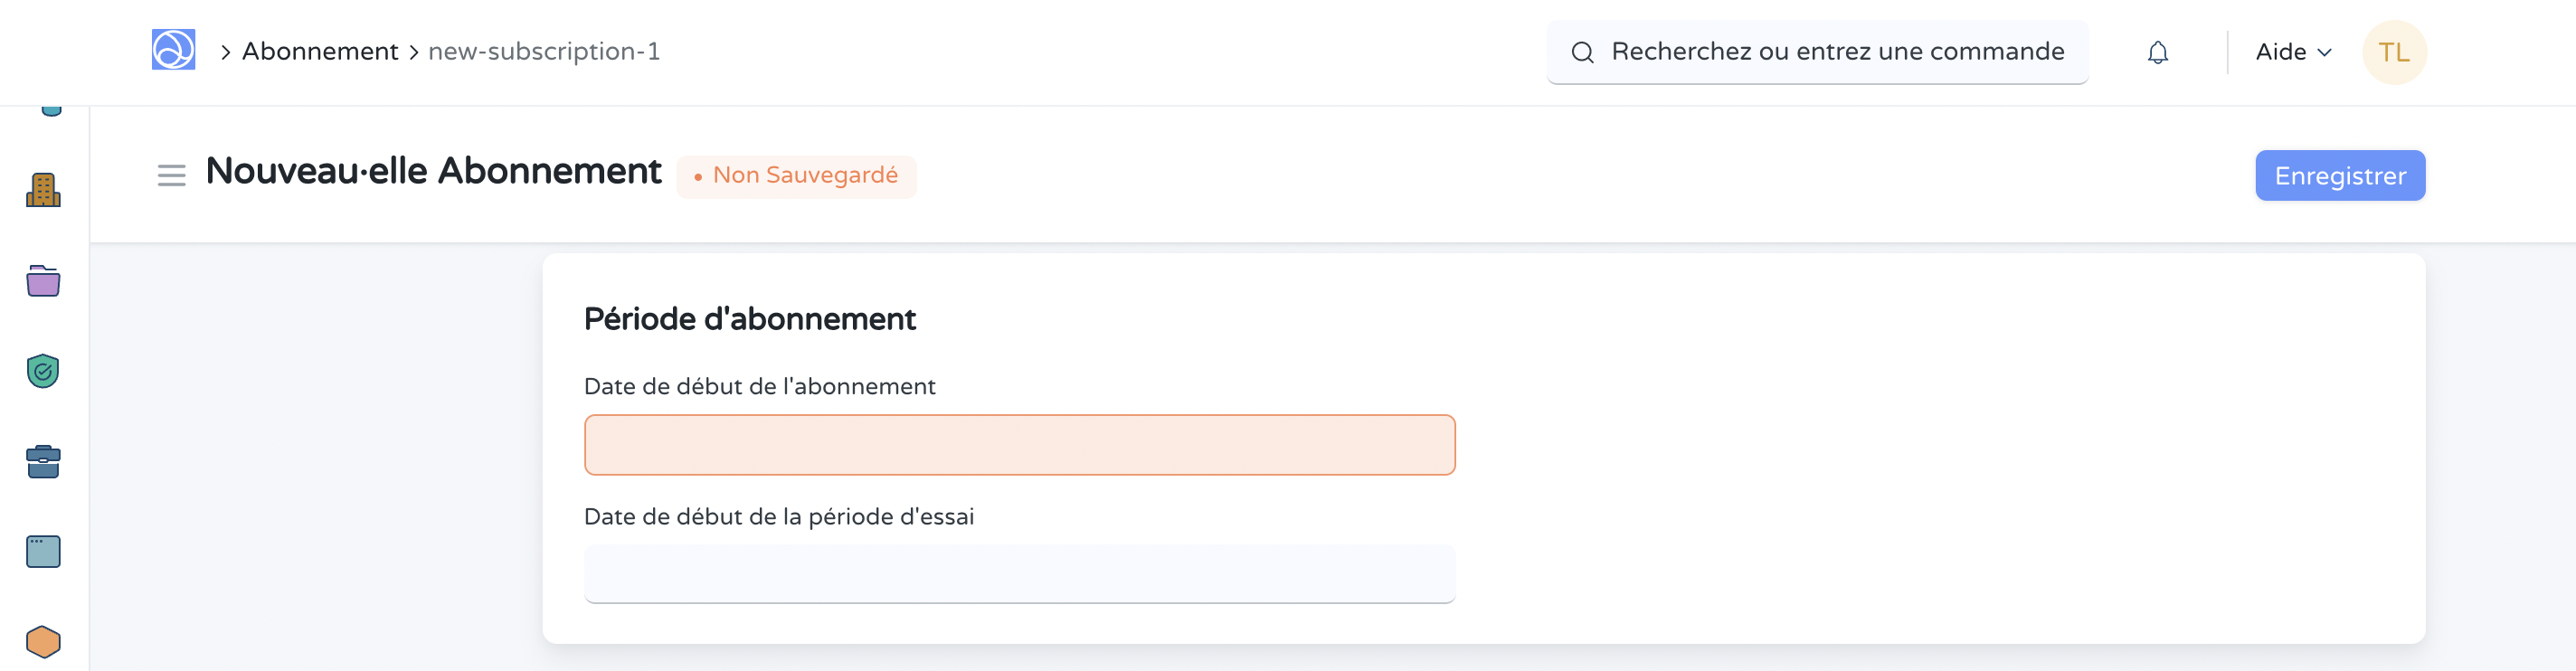 > Abonnement > new-subscription-1
Recherchez ou entrez une commande
Aide
TL
Nouveau·elle Abonnement
• Non Sauvegardé
Enregistrer
Période d'abonnement
Date de début de l'abonnement
Date de début de la période d'essai